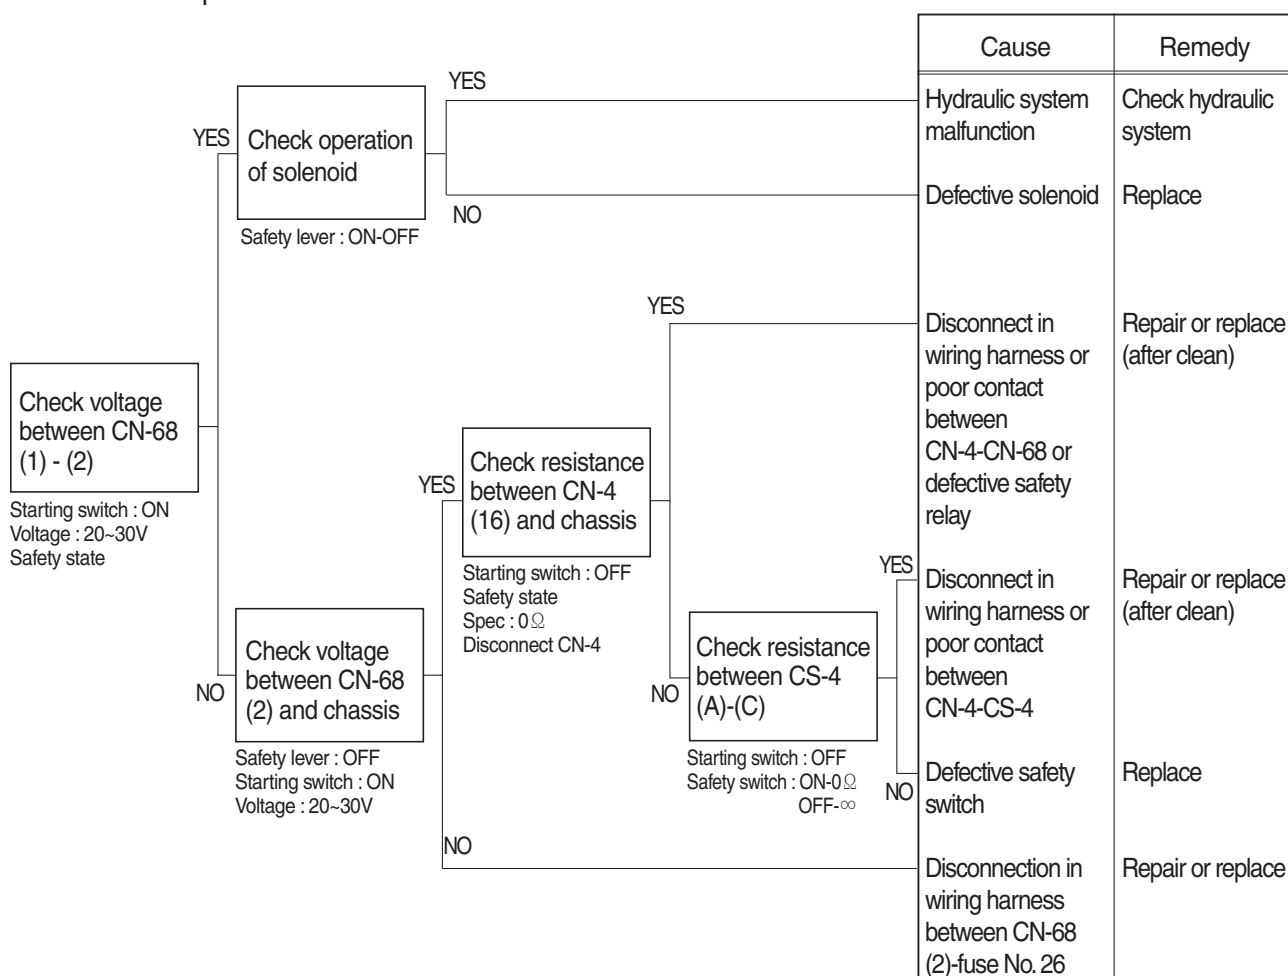 Cause
Remedy
YES
Hydraulic system
malfunction
Check hydraulic
system
YES
Check operation
of solenoid
NO
Defective solenoid
Replace
Safety lever : ON-OFF
YES
Disconnect in
wiring harness or
poor contact
between
CN-4-CN-68 or
defective safety
relay
Repair or replace
(after clean)
Check voltage
between CN-68
(1) - (2)
Starting switch : ON
Voltage : 20~30V
Safety state
YES
Check resistance
between CN-4
(16) and chassis
Starting switch : OFF
Safety state
Spec : 0Ω
Disconnect CN-4
YES
Disconnect in
wiring harness or
poor contact
between
CN-4-CS-4
Repair or replace
(after clean)
NO
Check voltage
between CN-68
(2) and chassis
Safety lever : OFF
Starting switch : ON
Voltage : 20~30V
NO
Check resistance
between CS-4
(A)-(C)
Starting switch : OFF
Safety switch : ON-0Ω
OFF-∞
NO
Defective safety
switch
Replace
NO
Disconnection in
wiring harness
between CN-68
(2)-fuse No. 26
Repair or replace